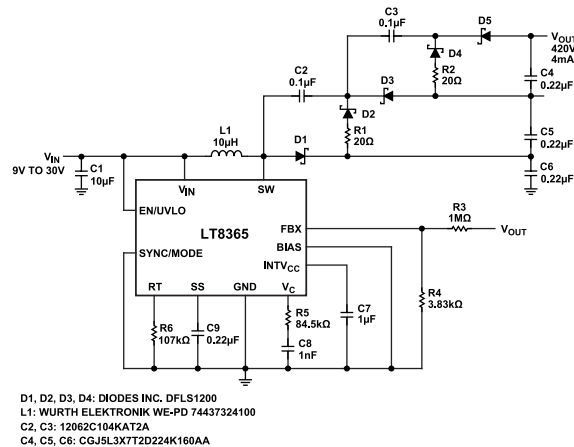 C3
0.1µF
D5
VOUT
420V
4mA
D4
R2
20Ω
C4
0.22µF
C2
0.1µF
D3
D2
R1
20Ω
C5
0.22µF
L1
10µH
D1
VIN
9V TO 30V
C1
10µF
C6
0.22µF
VIN
SW
EN/UVLO
LT8365
FBX
R3
1MΩ
VOUT
SYNC/MODE
BIAS
INTVCC
RT
SS
GND
VC
R4
3.83kΩ
R6
107kΩ
C9
0.22µF
R5
84.5kΩ
C7
1µF
C8
1nF
D1, D2, D3, D4: DIODES INC. DFLS1200
L1: WURTH ELEKTRONIK WE-PD 74437324100
C2, C3: 12062C104KAT2A
C4, C5, C6: CGJ5L3X7T2D224K160AA